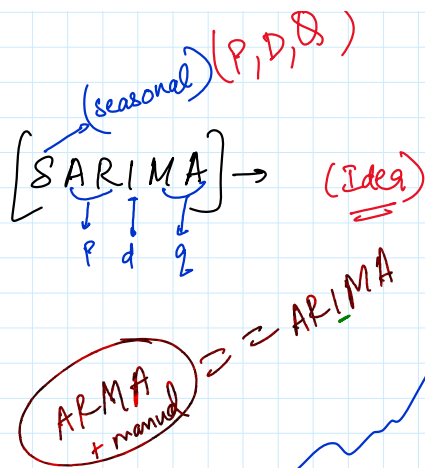 (seasonal) (P, D, Q)
[SARIMA] → (Idea)
p d q
ARMA + manual == ARIMA